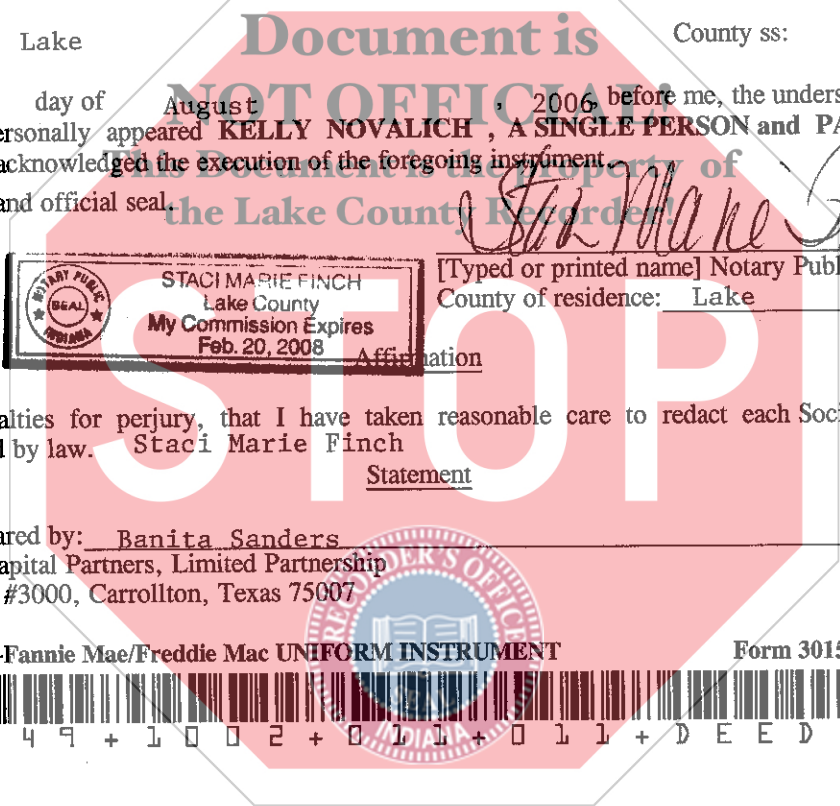 Document is
Lake County ss:
NOT OFFICIAL!
day of August , 2006, before me, the unders
ersonally appeared KELLY NOVALICH , A SINGLE PERSON and PA
acknowledged the execution of the foregoing instrument.
This Document is the property of
and official seal.
the Lake County Recorder!
Staci Marie
[Typed or printed name] Notary Publ
County of residence: Lake
NOTARY PUBLIC
SEAL
INDIANA
STACI MARIE FINCH
Lake County
My Commission Expires
Feb. 20, 2008
Affirmation
STOP
alties for perjury, that I have taken reasonable care to redact each Soci
d by law. Staci Marie Finch
Statement
ared by: Banita Sanders
apital Partners, Limited Partnership
#3000, Carrollton, Texas 75007
RECORDER'S OFFICE
SEAL
INDIANA
-Fannie Mae/Freddie Mac UNIFORM INSTRUMENT Form 3015
49+1002+011+011+DEED